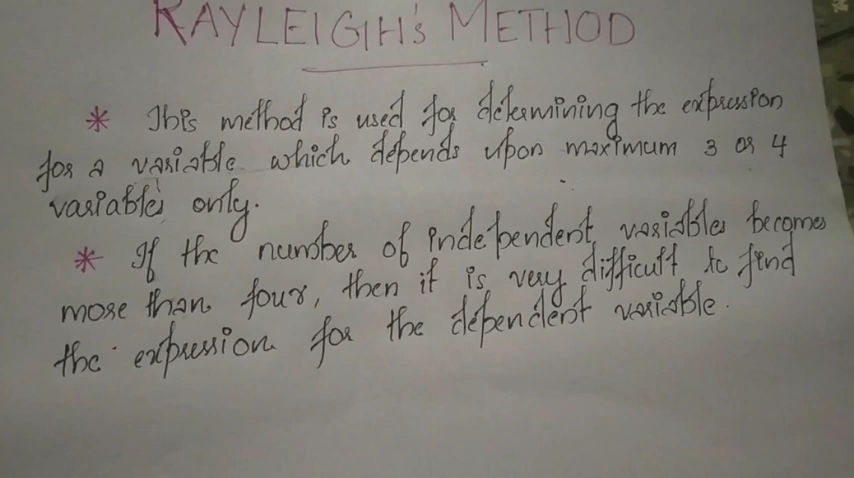 RAYLEIGH's METHOD
* This method is used for determining the expression
for a variable which depends upon maximum 3 or 4
variables only.
* If the number of independent variables becomes
more than four, then it is very difficult to find
the expression for the dependent variable.